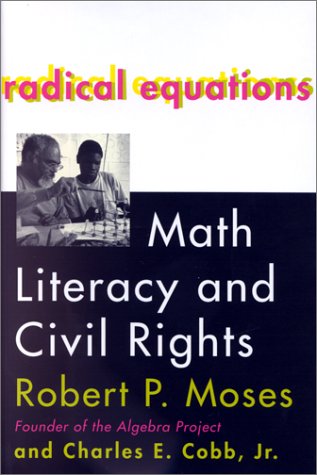 radical equations
Math
Literacy and
Civil Rights
Robert P. Moses
Founder of the Algebra Project
and Charles E. Cobb, Jr.